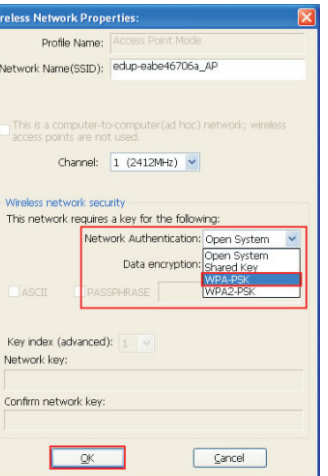 reless Network Properties:
Profile Name: Access Point Mode
Network Name(SSID): edup-eabe46706a_AP
This is a computer-to-computer(ad hoc) network; wireless
access points are not used.
Channel: 1 (2412MHz)
Wireless network security
This network requires a key for the following:
Network Authentication: Open System
Open System
Data encryption: Shared Key
WPA-PSK
ASCII PASSPHRASE WPA2-PSK
Key index (advanced): 1
Network key:
Confirm network key:
OK Cancel